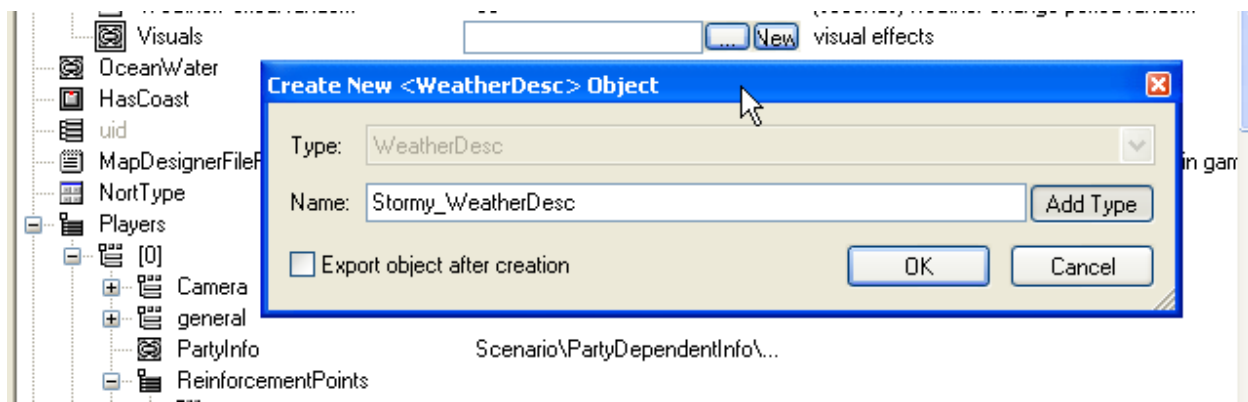 Visuals ... New visual effects
OceanWater
Create New <WeatherDesc> Object
HasCoast
uid
Type: WeatherDesc
MapDesignerFile in gam
NortType
Name: Stormy_WeatherDesc Add Type
Players
[0]
Export object after creation OK Cancel
Camera
general
PartyInfo Scenario\PartyDependentInfo\...
ReinforcementPoints